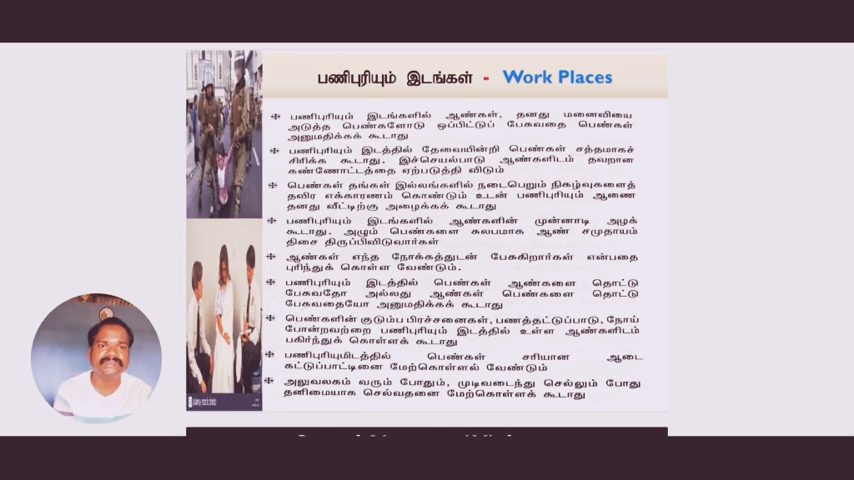 பணிபுரியும் இடங்கள் - Work Places
பணிபுரியும் இடங்களில் ஆண்கள், தனது மனைவியை
அடுத்த பெண்களோடு ஒப்பிட்டுப் பேசுவதை பெண்கள்
அனுமதிக்கக் கூடாது
பணிபுரியும் இடத்தில் தேவையின்றி பெண்கள் சத்தமாகச்
சிரிக்க கூடாது. இச்செயல்பாடு ஆண்களிடம் தவறான
கண்ணோட்டத்தை ஏற்படுத்தி விடும்
பெண்கள் தங்கள் இல்லங்களில் நடைபெறும் நிகழ்வுகளைத்
தவிர எக்காரணம் கொண்டும் உடன் பணிபுரியும் ஆணை
தனது வீட்டிற்கு அழைக்கக் கூடாது
பணிபுரியும் இடங்களில் ஆண்களின் முன்னாடி அழக்
கூடாது. அழும் பெண்களை சுலபமாக ஆண் சமுதாயம்
திசை திருப்பிவிடுவார்கள்
ஆண்கள் எந்த நோக்கத்துடன் பேசுகிறார்கள் என்பதை
புரிந்துக் கொள்ள வேண்டும்.
பணிபுரியும் இடத்தில் பெண்கள் ஆண்களை தொட்டு
பேசுவதோ அல்லது ஆண்கள் பெண்களை தொட்டு
பேசுவதையோ அனுமதிக்கக் கூடாது
பெண்களின் குடும்ப பிரச்சனைகள், பணத்தட்டுப்பாடு, நோய்
போன்றவற்றை பணிபுரியும் இடத்தில் உள்ள ஆண்களிடம்
பகிர்ந்துக் கொள்ளக் கூடாது
பணிபுரியுமிடத்தில் பெண்கள் சரியான ஆடை
கட்டுப்பாட்டினை மேற்கொள்ளல் வேண்டும்
அலுவலகம் வரும் போதும், முடிவடைந்து செல்லும் போது
தனிமையாக செல்வதனை மேற்கொள்ளக் கூடாது